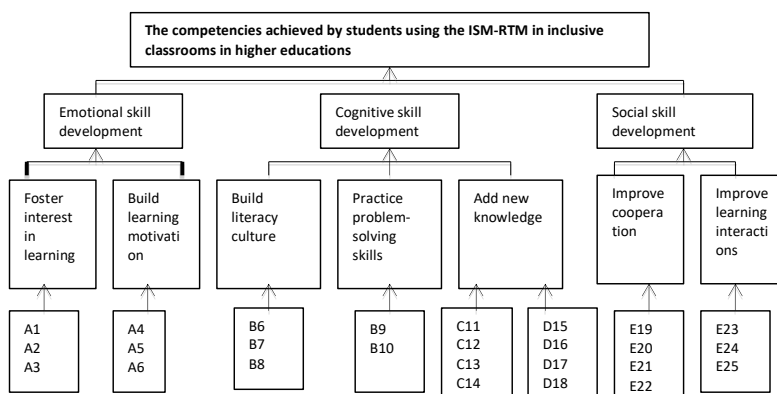 The competencies achieved by students using the ISM-RTM in inclusive
classrooms in higher educations
Emotional skill
development
Cognitive skill
development
Social skill
development
Foster
interest
in
learning
Build
learning
motivati
on
Build
literacy
culture
Practice
problem-
solving
skills
Add new
knowledge
Improve
cooperat
ion
Improve
learning
interacti
ons
A1
A2
A3
A4
A5
A6
B6
B7
B8
B9
B10
C11
C12
C13
C14
D15
D16
D17
D18
E19
E20
E21
E22
E23
E24
E25